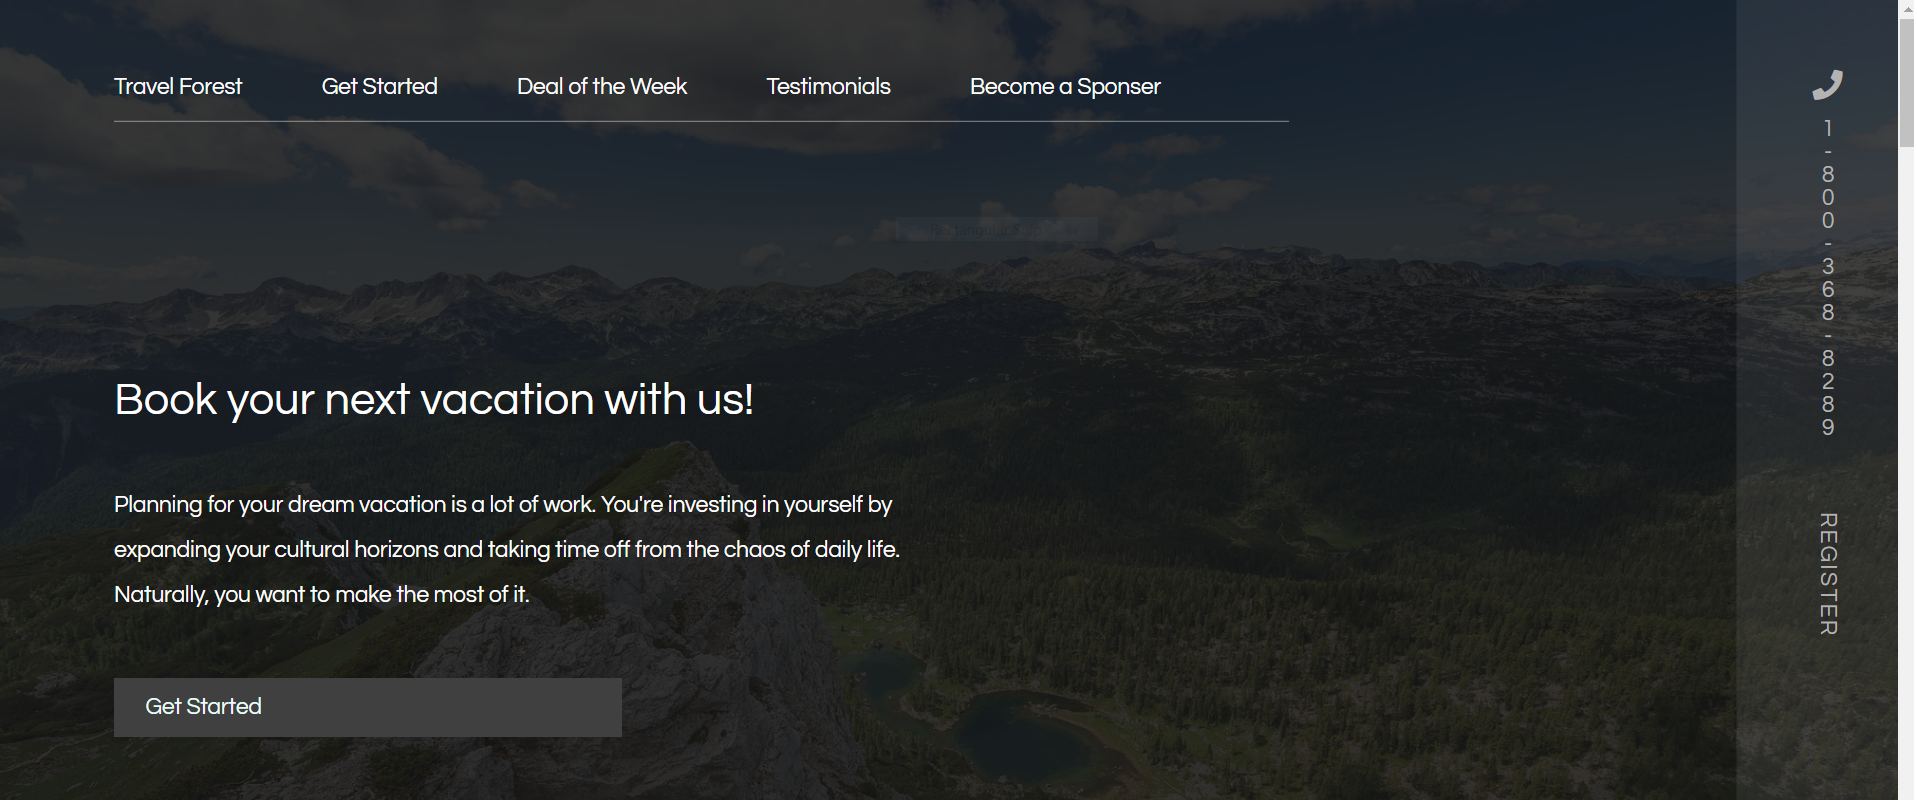 Travel Forest Get Started Deal of the Week Testimonials Become a Sponser
1-800-368-8289
REGISTER
Book your next vacation with us!
Planning for your dream vacation is a lot of work. You're investing in yourself by
expanding your cultural horizons and taking time off from the chaos of daily life.
Naturally, you want to make the most of it.
Get Started